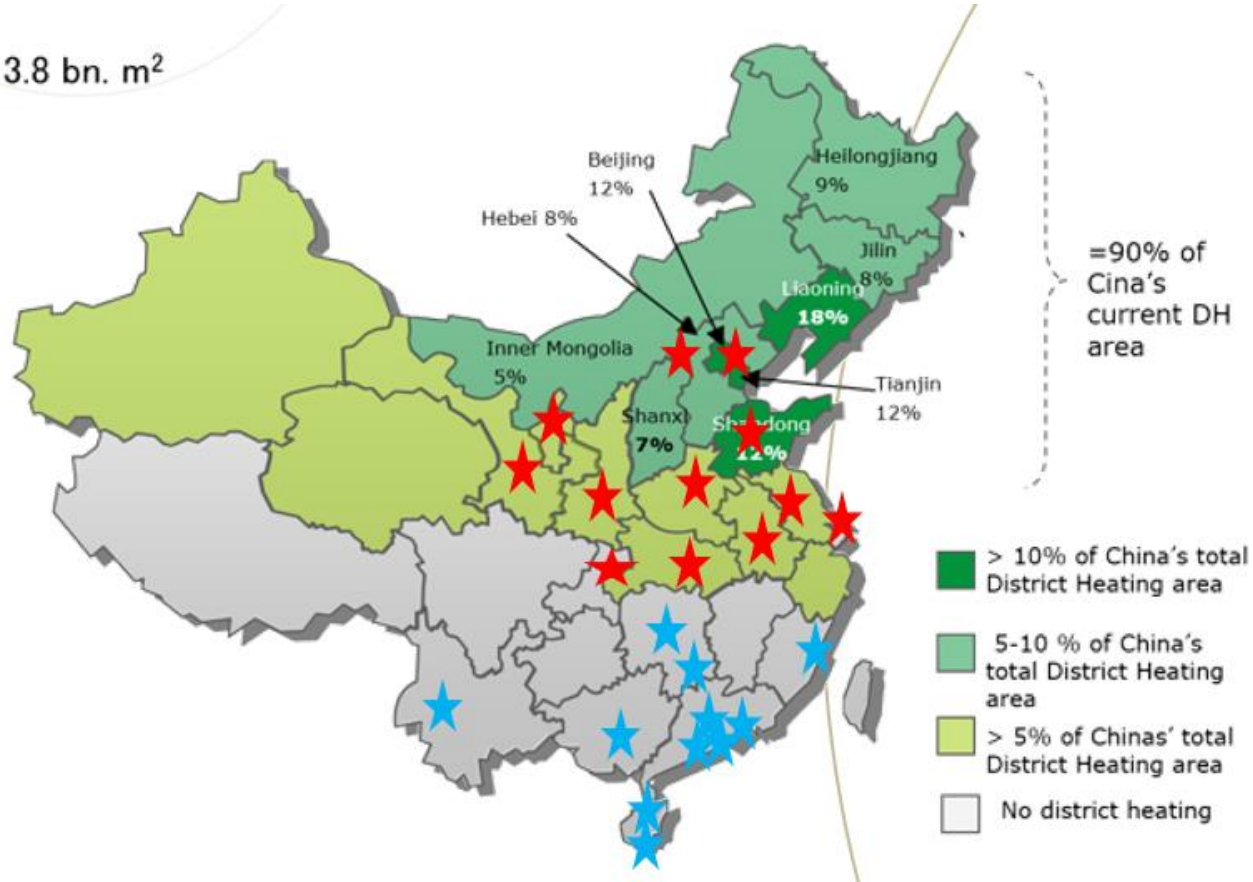 3.8 bn. m²
Beijing
12%
Hebei 8%
Heilongjiang
9%
Jilin
8%
Liaoning
18%
Inner Mongolia
5%
Shanxi
7%
Tianjin
12%
=90% of
Cina's
current DH
area
> 10% of China's total
District Heating area
5-10 % of China's
total District Heating
area
> 5% of Chinas' total
District Heating area
No district heating